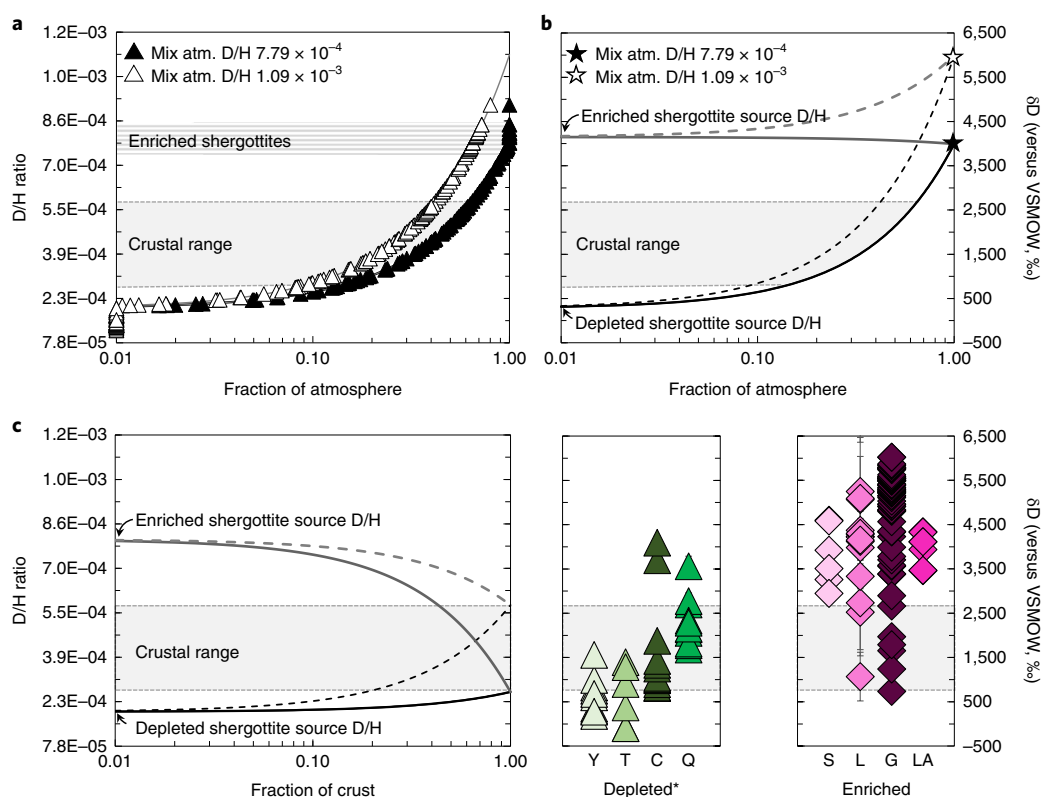 a
1.2E–03
1.0E–03
8.6E–04
7.0E–04
5.5E–04
3.9E–04
2.3E–04
7.8E–05
D/H ratio
Mix atm. D/H 7.79 × 10⁻⁴
Mix atm. D/H 1.09 × 10⁻³
Enriched shergottites
Crustal range
0.01
0.10
1.00
Fraction of atmosphere
b
Mix atm. D/H 7.79 × 10⁻⁴
Mix atm. D/H 1.09 × 10⁻³
Enriched shergottite source D/H
Crustal range
Depleted shergottite source D/H
6,500
5,500
4,500
3,500
2,500
1,500
500
–500
δD (versus VSMOW, ‰)
0.01
0.10
1.00
Fraction of atmosphere
c
1.2E–03
1.0E–03
8.6E–04
7.0E–04
5.5E–04
3.9E–04
2.3E–04
7.8E–05
D/H ratio
Enriched shergottite source D/H
Crustal range
Depleted shergottite source D/H
0.01
0.10
1.00
Fraction of crust
Y T C Q
Depleted*
S L G LA
Enriched
6,500
5,500
4,500
3,500
2,500
1,500
500
–500
δD (versus VSMOW, ‰)